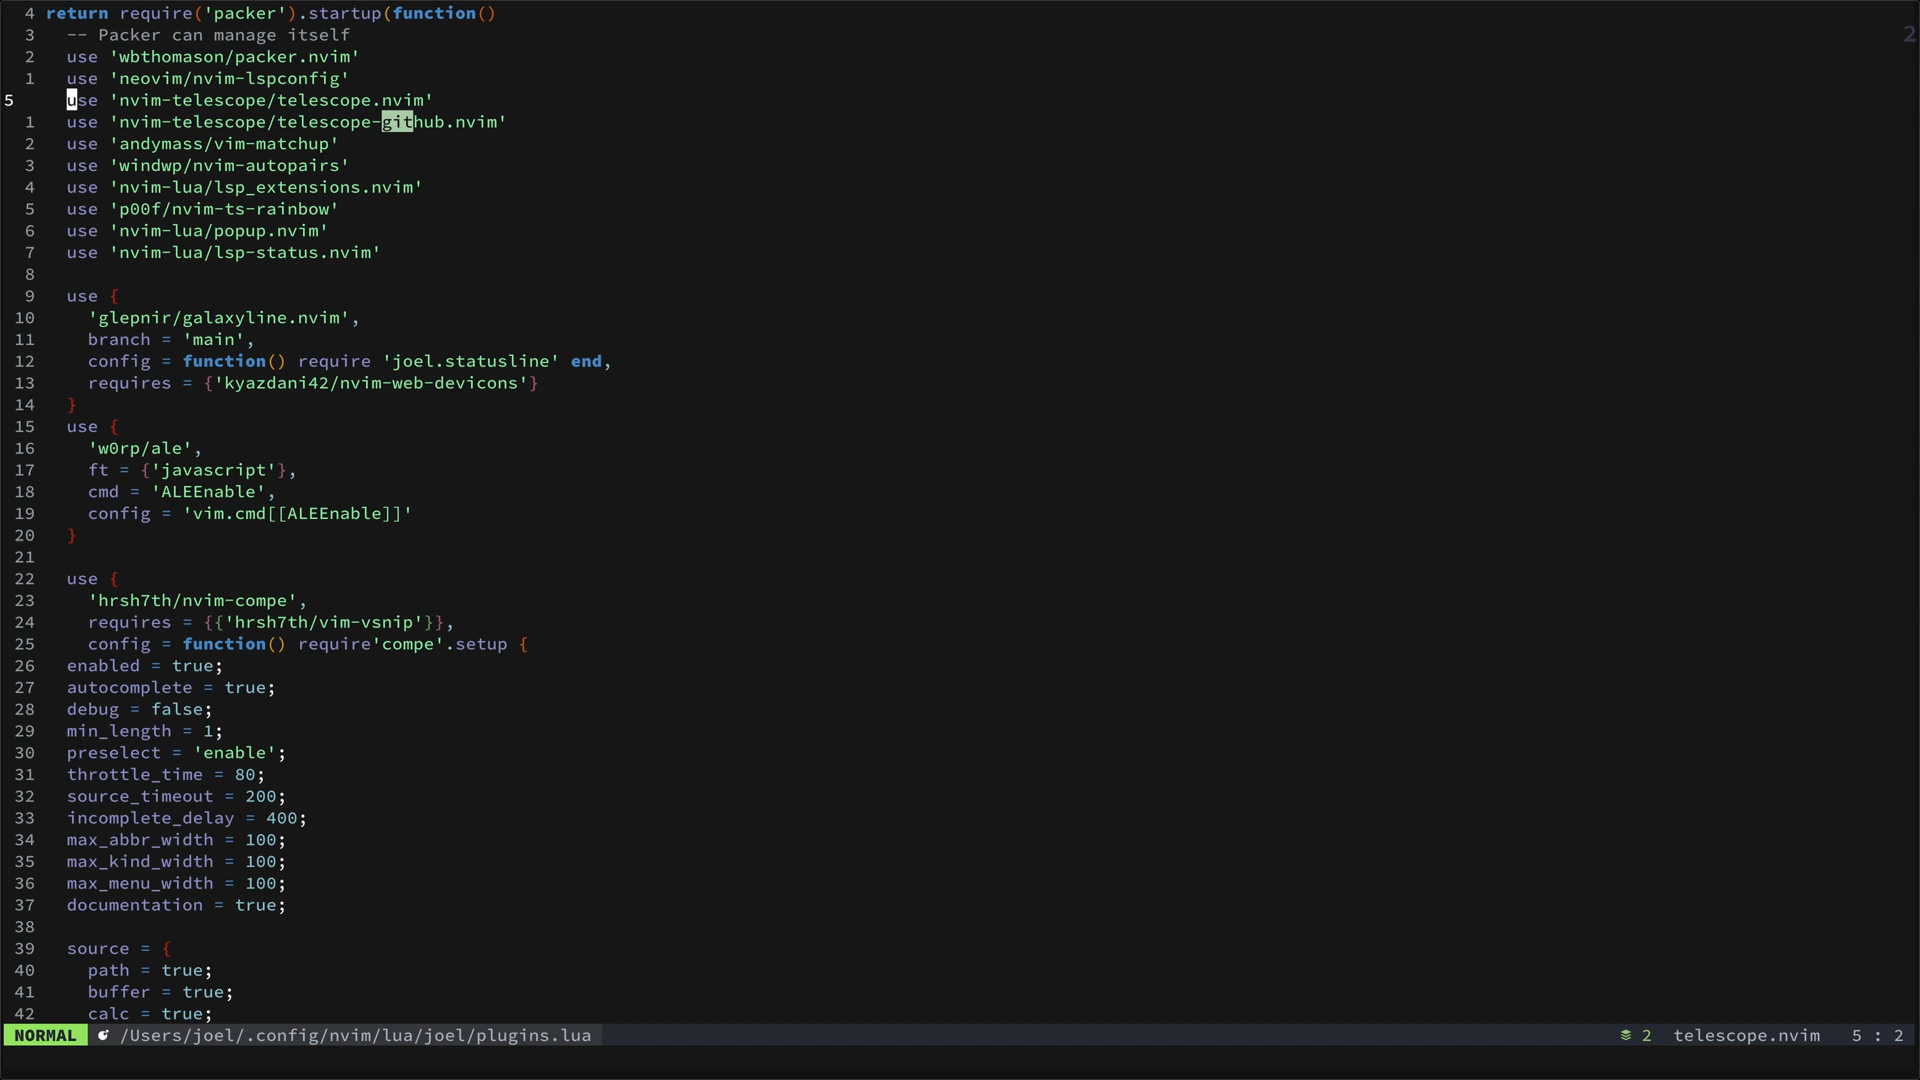 4 return require('packer').startup(function()
3 -- Packer can manage itself
2
2 use 'wbthomason/packer.nvim'
1 use 'neovim/nvim-lspconfig'
5 use 'nvim-telescope/telescope.nvim'
1 use 'nvim-telescope/telescope-github.nvim'
2 use 'andymass/vim-matchup'
3 use 'windwp/nvim-autopairs'
4 use 'nvim-lua/lsp_extensions.nvim'
5 use 'p00f/nvim-ts-rainbow'
6 use 'nvim-lua/popup.nvim'
7 use 'nvim-lua/lsp-status.nvim'
8
9 use {
10 'glepnir/galaxyline.nvim',
11 branch = 'main',
12 config = function() require 'joel.statusline' end,
13 requires = {'kyazdani42/nvim-web-devicons'}
14 }
15 use {
16 'w0rp/ale',
17 ft = {'javascript'},
18 cmd = 'ALEEnable',
19 config = 'vim.cmd[[ALEEnable]]'
20 }
21
22 use {
23 'hrsh7th/nvim-compe',
24 requires = {{'hrsh7th/vim-vsnip'}},
25 config = function() require'compe'.setup {
26 enabled = true;
27 autocomplete = true;
28 debug = false;
29 min_length = 1;
30 preselect = 'enable';
31 throttle_time = 80;
32 source_timeout = 200;
33 incomplete_delay = 400;
34 max_abbr_width = 100;
35 max_kind_width = 100;
36 max_menu_width = 100;
37 documentation = true;
38
39 source = {
40 path = true;
41 buffer = true;
42 calc = true;
NORMAL /Users/joel/.config/nvim/lua/joel/plugins.lua 2 telescope.nvim 5 : 2